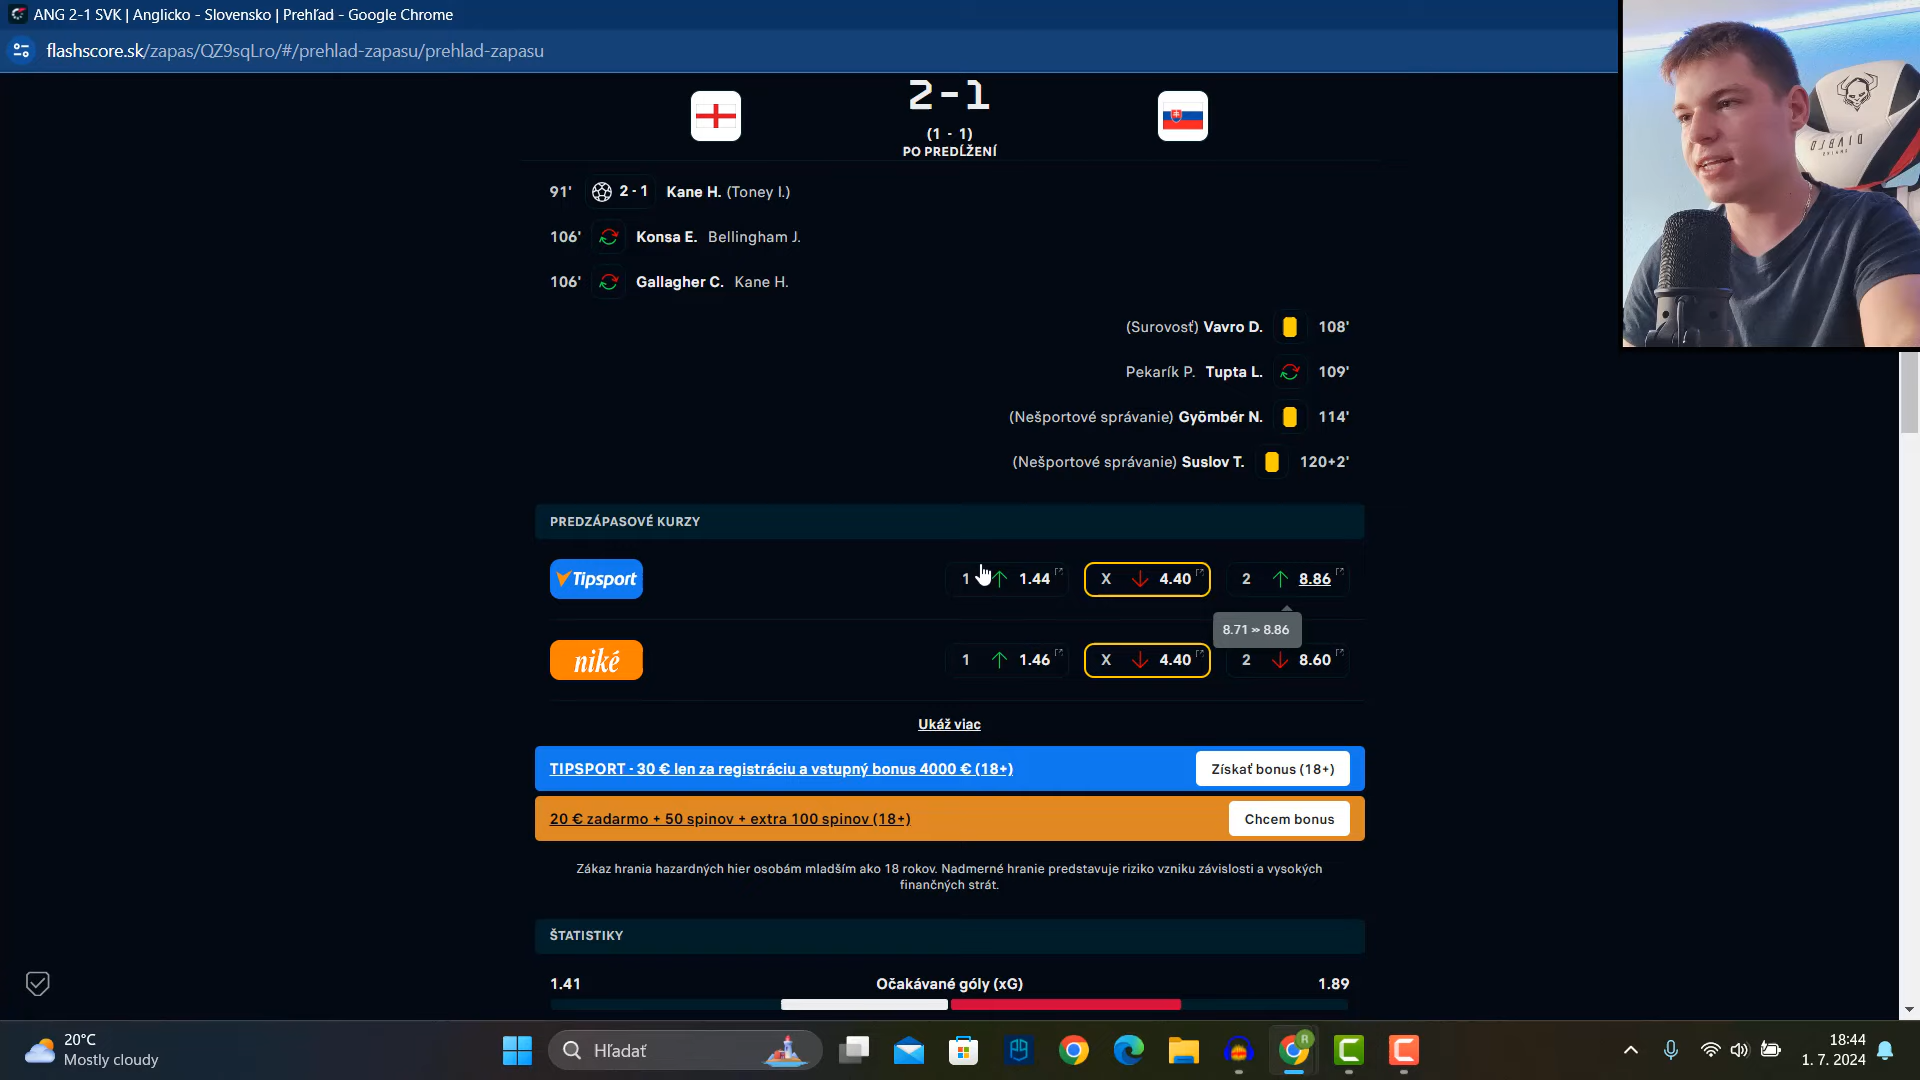 ANG 2-1 SVK | Anglicko - Slovensko | Prehľad - Google Chrome
flashscore.sk/zapas/QZ9sqLro/#/prehlad-zapasu/prehlad-zapasu
2-1
(1 - 1)
PO PREDĹŽENÍ
91' 2 - 1 Kane H. (Toney I.)
106' Konsa E. Bellingham J.
106' Gallagher C. Kane H.
(Surovosť) Vavro D. 108'
Pekarík P. Tupta L. 109'
(Nešportové správanie) Gyömbér N. 114'
(Nešportové správanie) Suslov T. 120+2'
PREDZÁPASOVÉ KURZY
Tipsport 1 1.44 X 4.40 2 8.86
8.71 » 8.86
niké 1 1.46 X 4.40 2 8.60
Ukáž viac
TIPSPORT - 30 € len za registráciu a vstupný bonus 4000 € (18+) Získať bonus (18+)
20 € zadarmo + 50 spinov + extra 100 spinov (18+) Chcem bonus
Zákaz hrania hazardných hier osobám mladším ako 18 rokov. Nadmerné hranie predstavuje riziko vzniku závislosti a vysokých
finančných strát.
ŠTATISTIKY
1.41 Očakávané góly (xG) 1.89
20°C
Mostly cloudy
Hľadať
18:44
1. 7. 2024
DIABLO